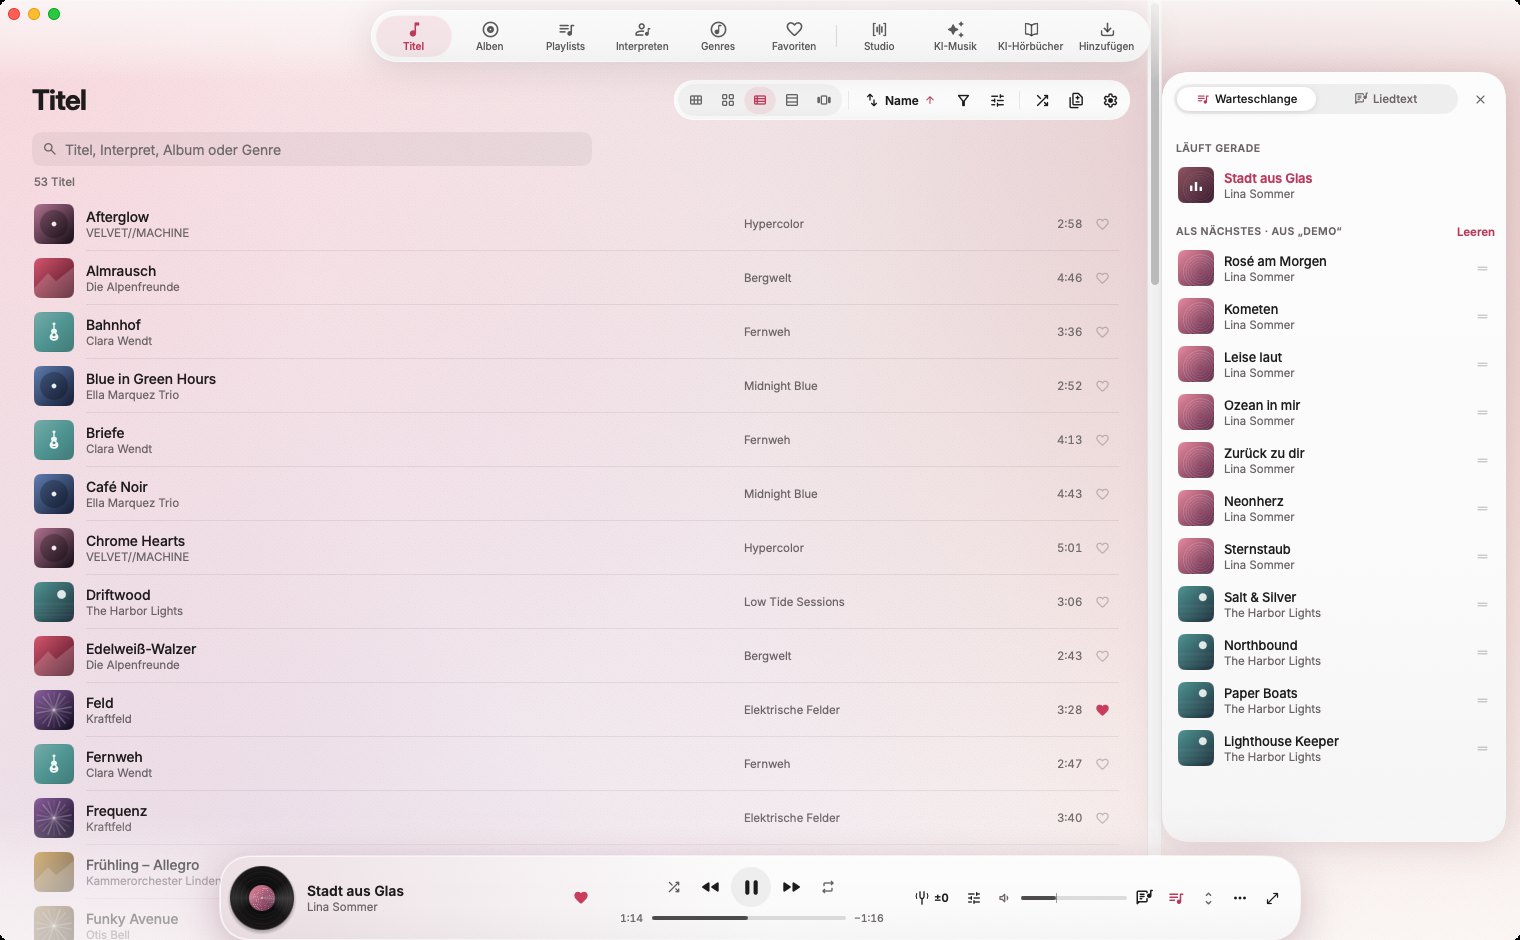 Titel
Alben
Playlists
Interpreten
Genres
Favoriten
Studio
KI-Musik
KI-Hörbücher
Hinzufügen
Titel
Name
Titel, Interpret, Album oder Genre
53 Titel
Afterglow
VELVET//MACHINE
Hypercolor
2:58
Almrausch
Die Alpenfreunde
Bergwelt
4:46
Bahnhof
Clara Wendt
Fernweh
3:36
Blue in Green Hours
Ella Marquez Trio
Midnight Blue
2:52
Briefe
Clara Wendt
Fernweh
4:13
Café Noir
Ella Marquez Trio
Midnight Blue
4:43
Chrome Hearts
VELVET//MACHINE
Hypercolor
5:01
Driftwood
The Harbor Lights
Low Tide Sessions
3:06
Edelweiß-Walzer
Die Alpenfreunde
Bergwelt
2:43
Feld
Kraftfeld
Elektrische Felder
3:28
Fernweh
Clara Wendt
Fernweh
2:47
Frequenz
Kraftfeld
Elektrische Felder
3:40
Frühling – Allegro
Kammerorchester Linden
Funky Avenue
Otis Bell
Warteschlange
Liedtext
LÄUFT GERADE
Stadt aus Glas
Lina Sommer
ALS NÄCHSTES · AUS „DEMO“
Leeren
Rosé am Morgen
Lina Sommer
Kometen
Lina Sommer
Leise laut
Lina Sommer
Ozean in mir
Lina Sommer
Zurück zu dir
Lina Sommer
Neonherz
Lina Sommer
Sternstaub
Lina Sommer
Salt & Silver
The Harbor Lights
Northbound
The Harbor Lights
Paper Boats
The Harbor Lights
Lighthouse Keeper
The Harbor Lights
Stadt aus Glas
Lina Sommer
1:14
−1:16
±0